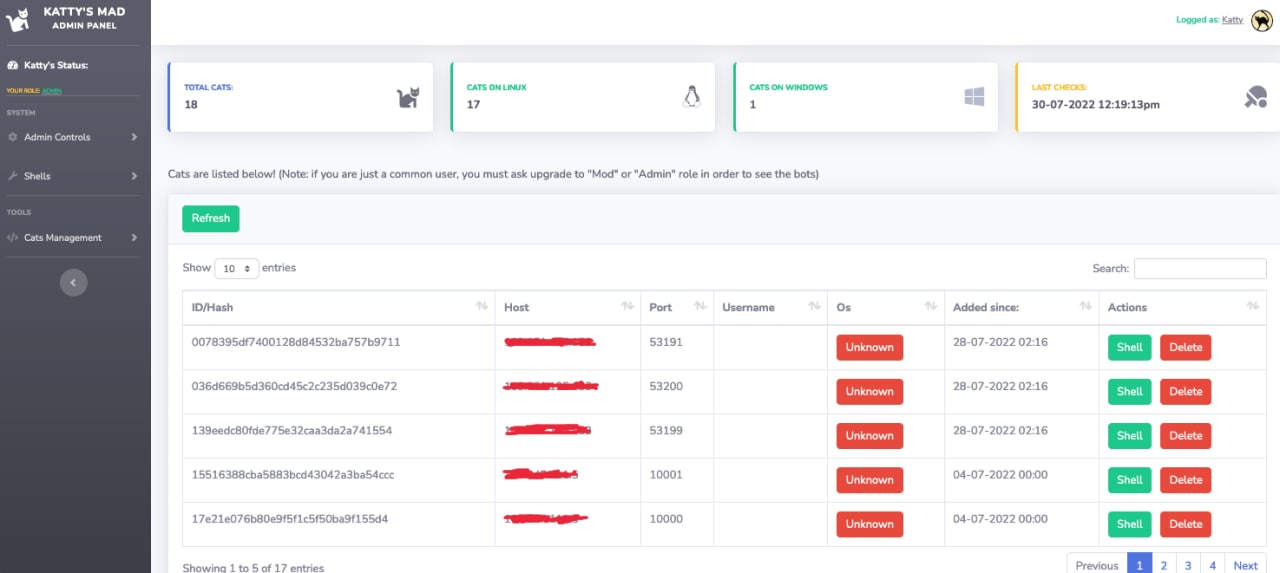 KATTY'S MAD
ADMIN PANEL
Logged as: Katty
Katty's Status:
YOUR ROLE: ADMIN
SYSTEM
Admin Controls
Shells
TOOLS
Cats Management
TOTAL CATS:
18
CATS ON LINUX
17
CATS ON WINDOWS
1
LAST CHECKS:
30-07-2022 12:19:13pm
Cats are listed below! (Note: if you are just a common user, you must ask upgrade to "Mod" or "Admin" role in order to see the bots)
Refresh
Show 10 entries
Search:
ID/Hash Host Port Username Os Added since: Actions
0078395df7400128d84532ba757b9711 53191 Unknown 28-07-2022 02:16 Shell Delete
036d669b5d360cd45c2c235d039c0e72 53200 Unknown 28-07-2022 02:16 Shell Delete
139eedc80fde775e32caa3da2a741554 53199 Unknown 28-07-2022 02:16 Shell Delete
15516388cba5883bcd43042a3ba54ccc 10001 Unknown 04-07-2022 00:00 Shell Delete
17e21e076b80e9f5f1c5f50ba9f155d4 10000 Unknown 04-07-2022 00:00 Shell Delete
Showing 1 to 5 of 17 entries
Previous 1 2 3 4 Next